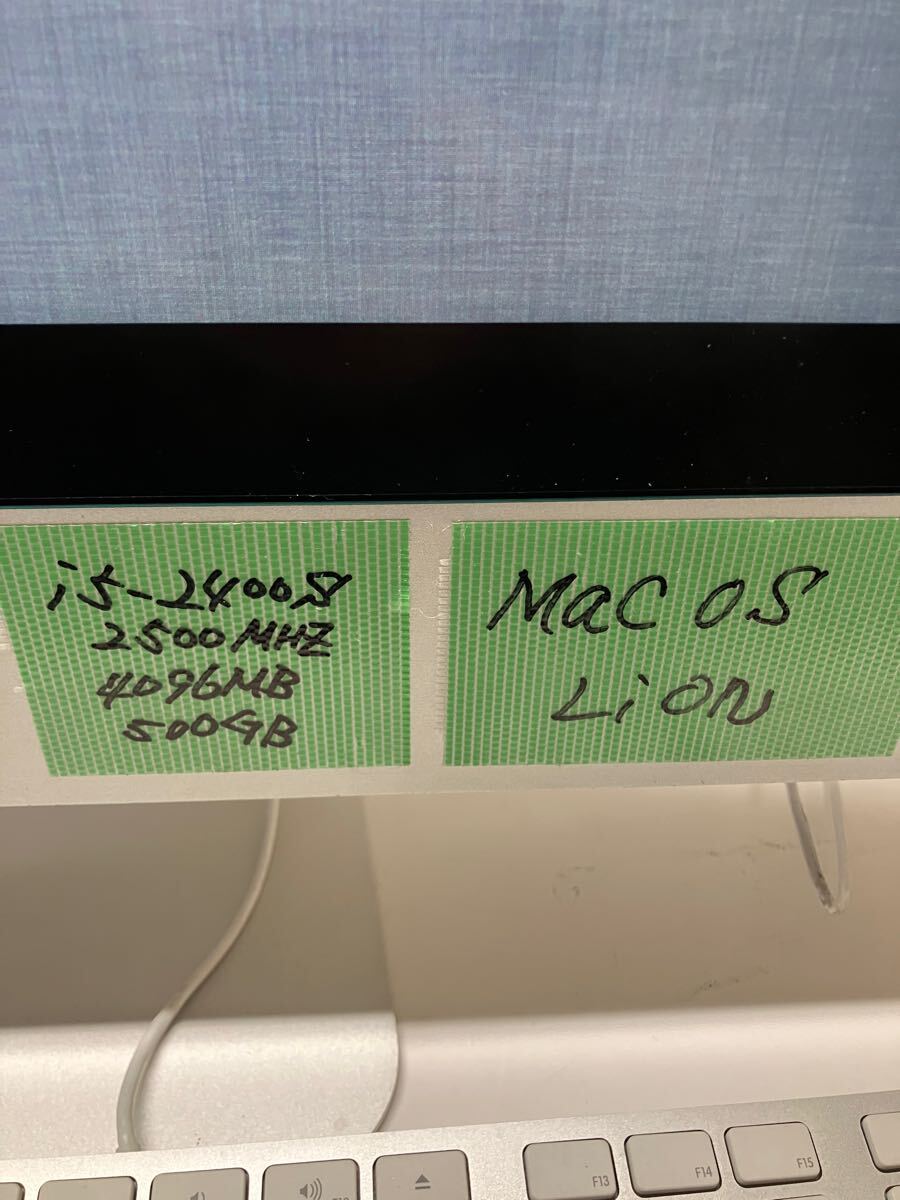 i5-2400S
2500MHZ
4096MB
500GB
Mac OS
LiON
F13
F14
F15